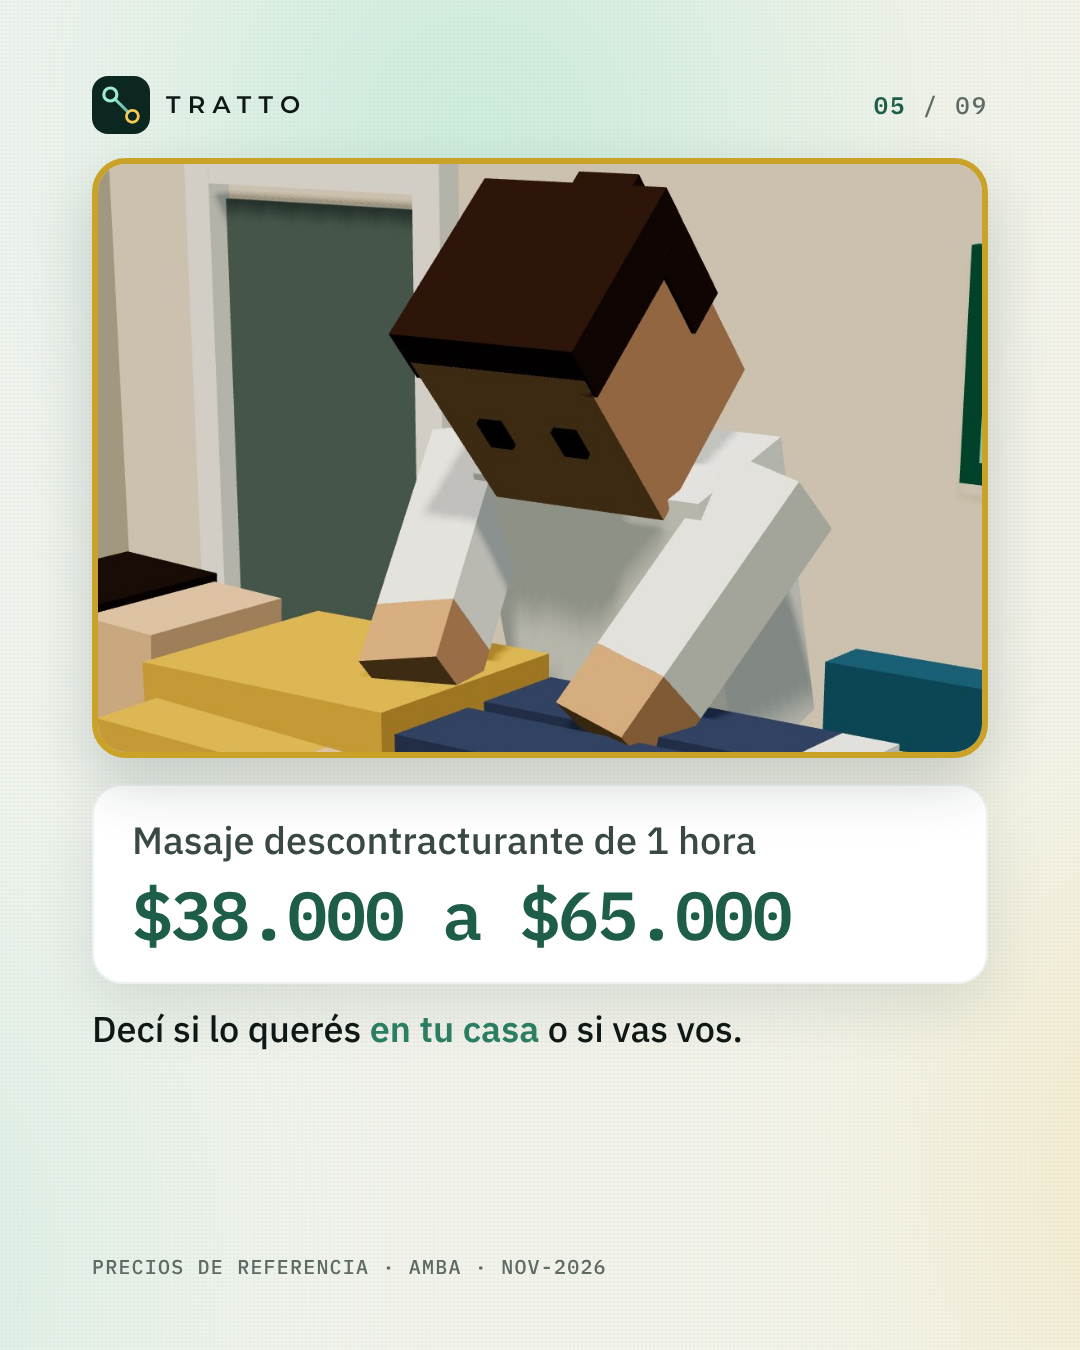 TRATTO
05 / 09
Masaje descontracturante de 1 hora
$38.000 a $65.000
Decí si lo querés en tu casa o si vas vos.
PRECIOS DE REFERENCIA · AMBA · NOV-2026